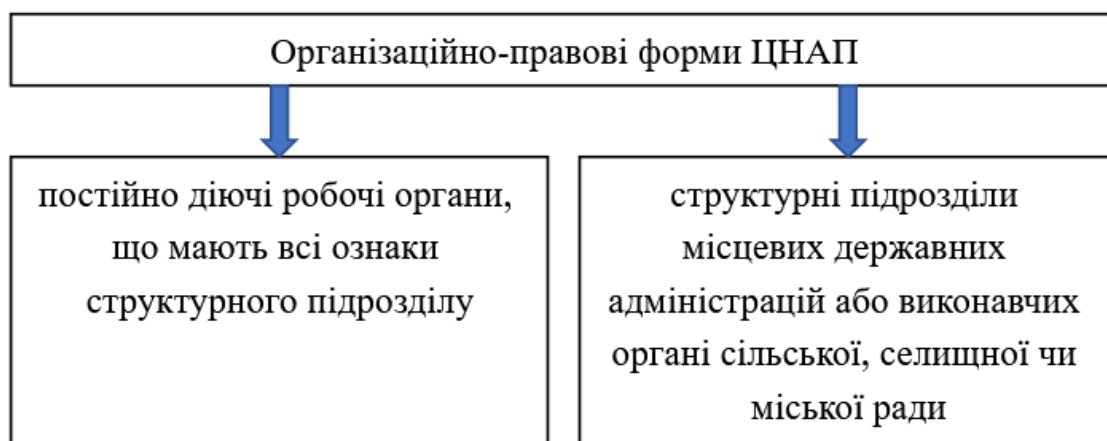 Організаційно-правові форми ЦНАП
постійно діючі робочі органи,
що мають всі ознаки
структурного підрозділу
структурні підрозділи
місцевих державних
адміністрацій або виконавчих
органі сільської, селищної чи
міської ради